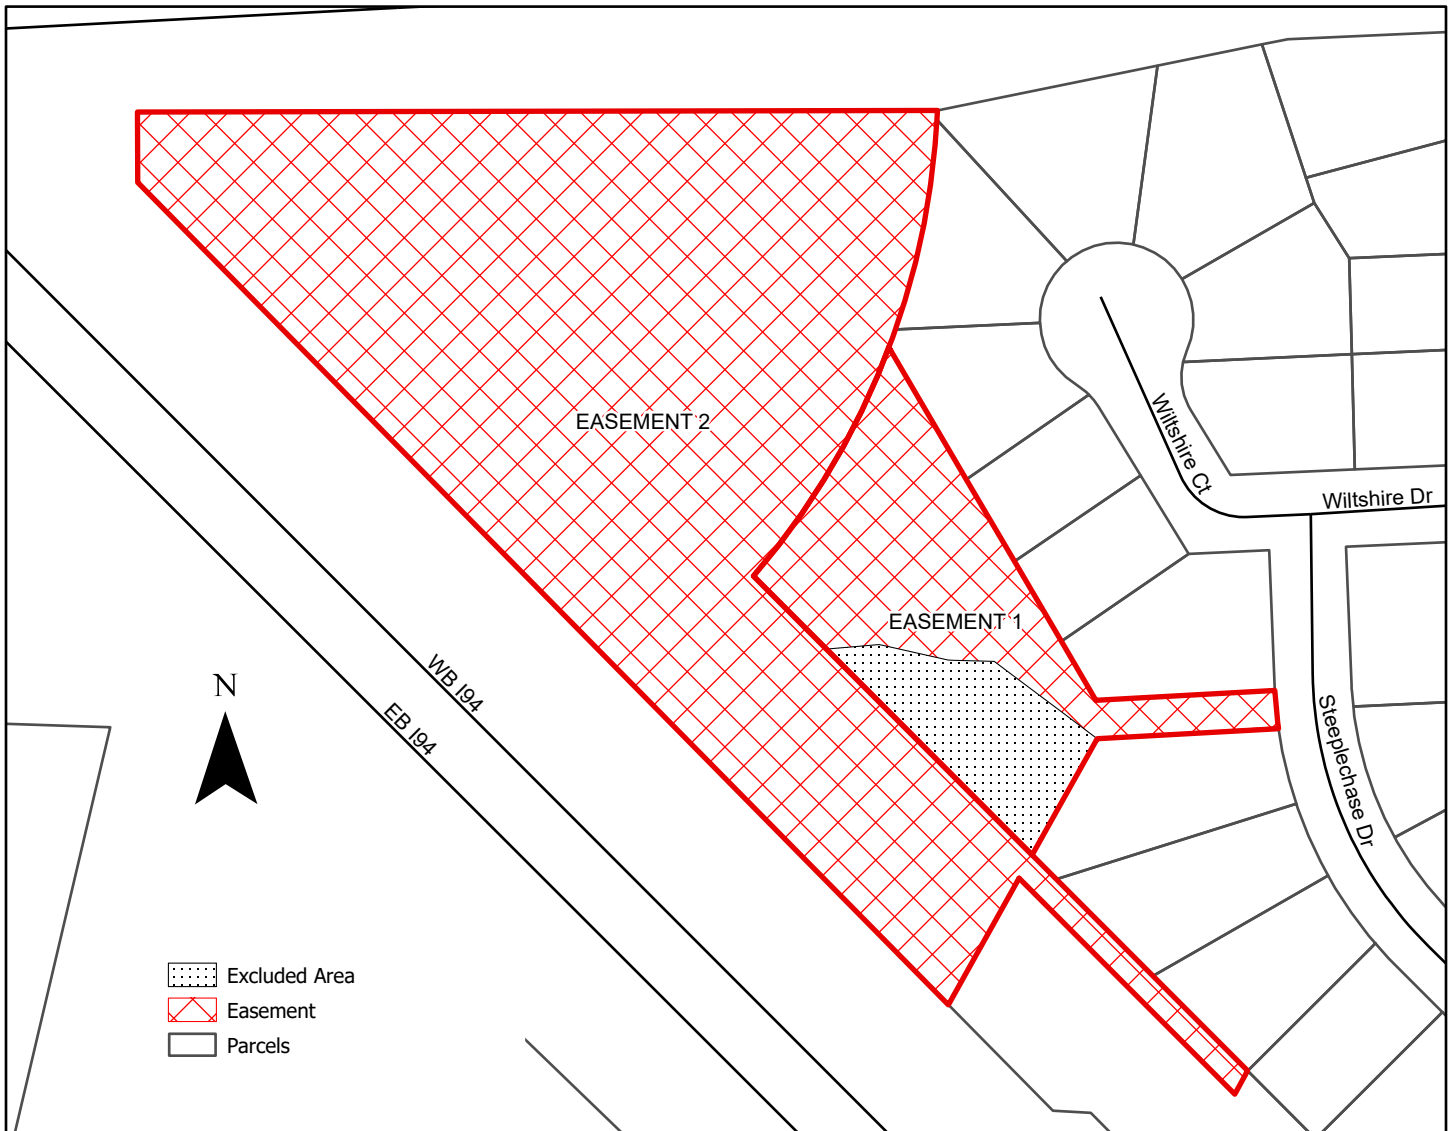 EASEMENT 2
Wiltshire Ct
Wiltshire Dr
EASEMENT 1
WB I94
EB I94
N
Steeplechase Dr
Excluded Area
Easement
Parcels